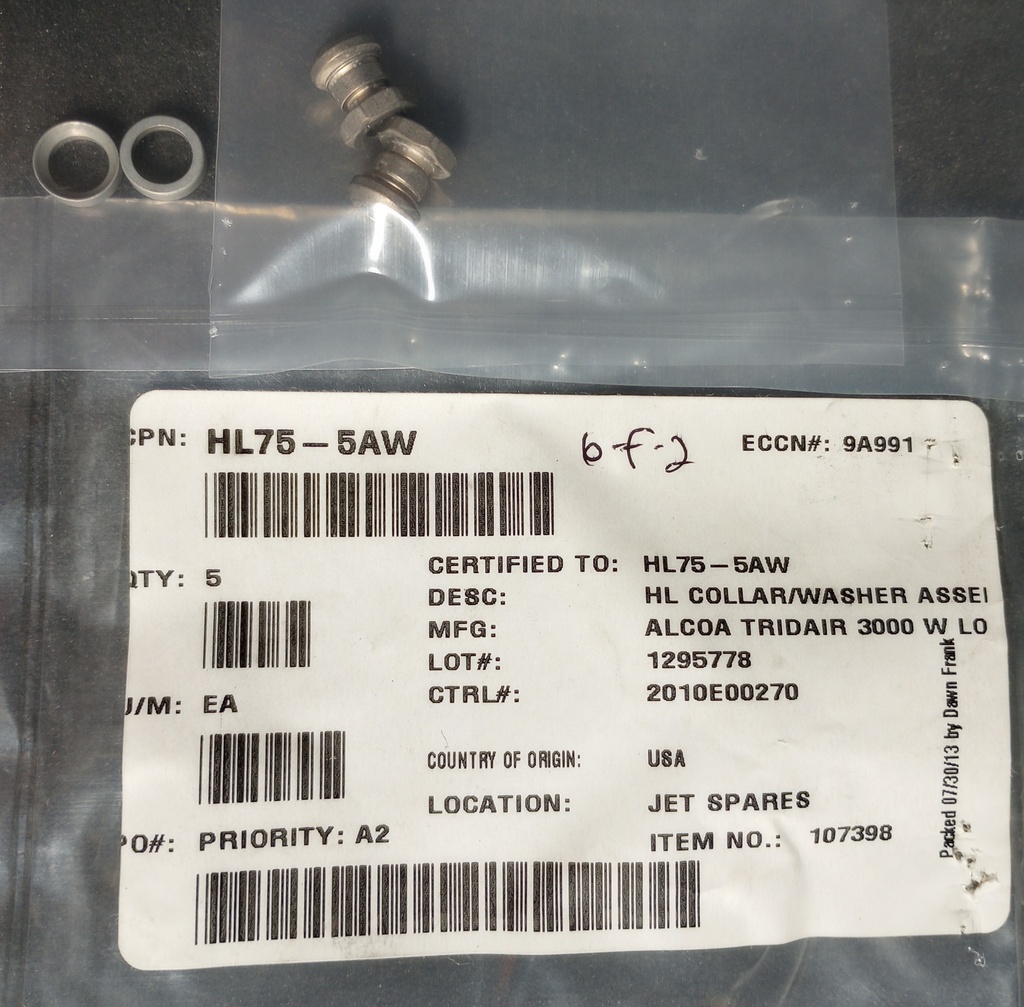 CPN: HL75-5AW
6-f-2
ECCN#: 9A991
QTY: 5
CERTIFIED TO: HL75-5AW
DESC: HL COLLAR/WASHER ASSEI
MFG: ALCOA TRIDAIR 3000 W LO
LOT#: 1295778
CTRL#: 2010E00270
U/M: EA
COUNTRY OF ORIGIN: USA
LOCATION: JET SPARES
PO#: PRIORITY: A2
ITEM NO.: 107398
Packed 07/30/13 by Dawn Frank